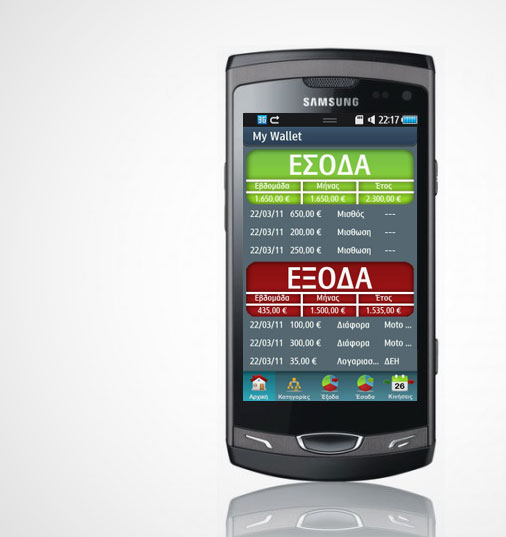 SAMSUNG
3G 22:17
My Wallet
ΕΣΟΔΑ
Εβδομάδα Μήνας Έτος
1.650,00 € 1.650,00 € 2.300,00 €
22/03/11 650,00 € Μισθός ---
22/03/11 200,00 € Μισθωση ---
22/03/11 250,00 € Μισθωση ---
ΕΞΟΔΑ
Εβδομάδα Μήνας Έτος
435,00 € 1.500,00 € 1.535,00 €
22/03/11 100,00 € Διάφορα Moto ...
22/03/11 300,00 € Διάφορα Moto ...
22/03/11 35,00 € Λογαριασ... ΔΕΗ
26
Αρχική Κατηγορίες Έξοδα Έσοδα Κινήσεις